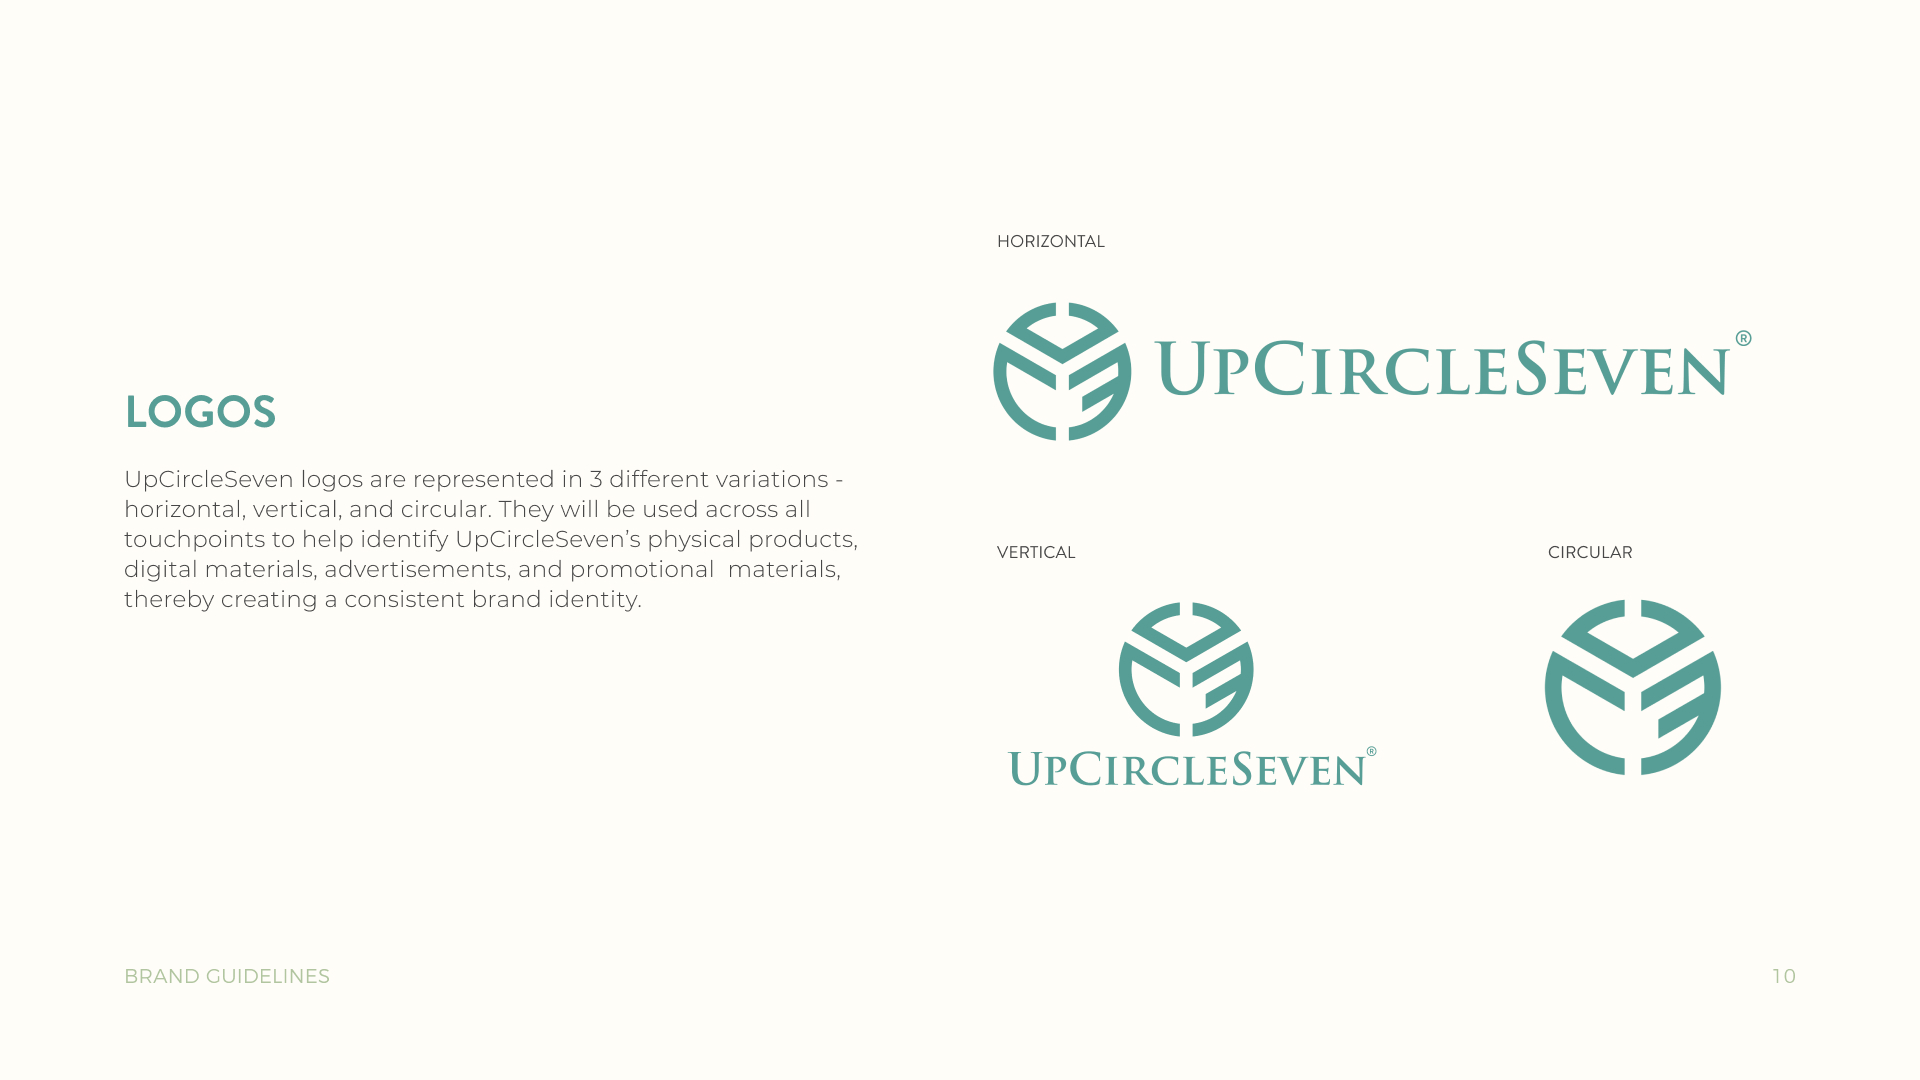 LOGOS
UpCircleSeven logos are represented in 3 different variations -
horizontal, vertical, and circular. They will be used across all
touchpoints to help identify UpCircleSeven’s physical products,
digital materials, advertisements, and promotional  materials,
thereby creating a consistent brand identity.
HORIZONTAL
UPCIRCLESEVEN®
VERTICAL
UPCIRCLESEVEN®
CIRCULAR
BRAND GUIDELINES
10